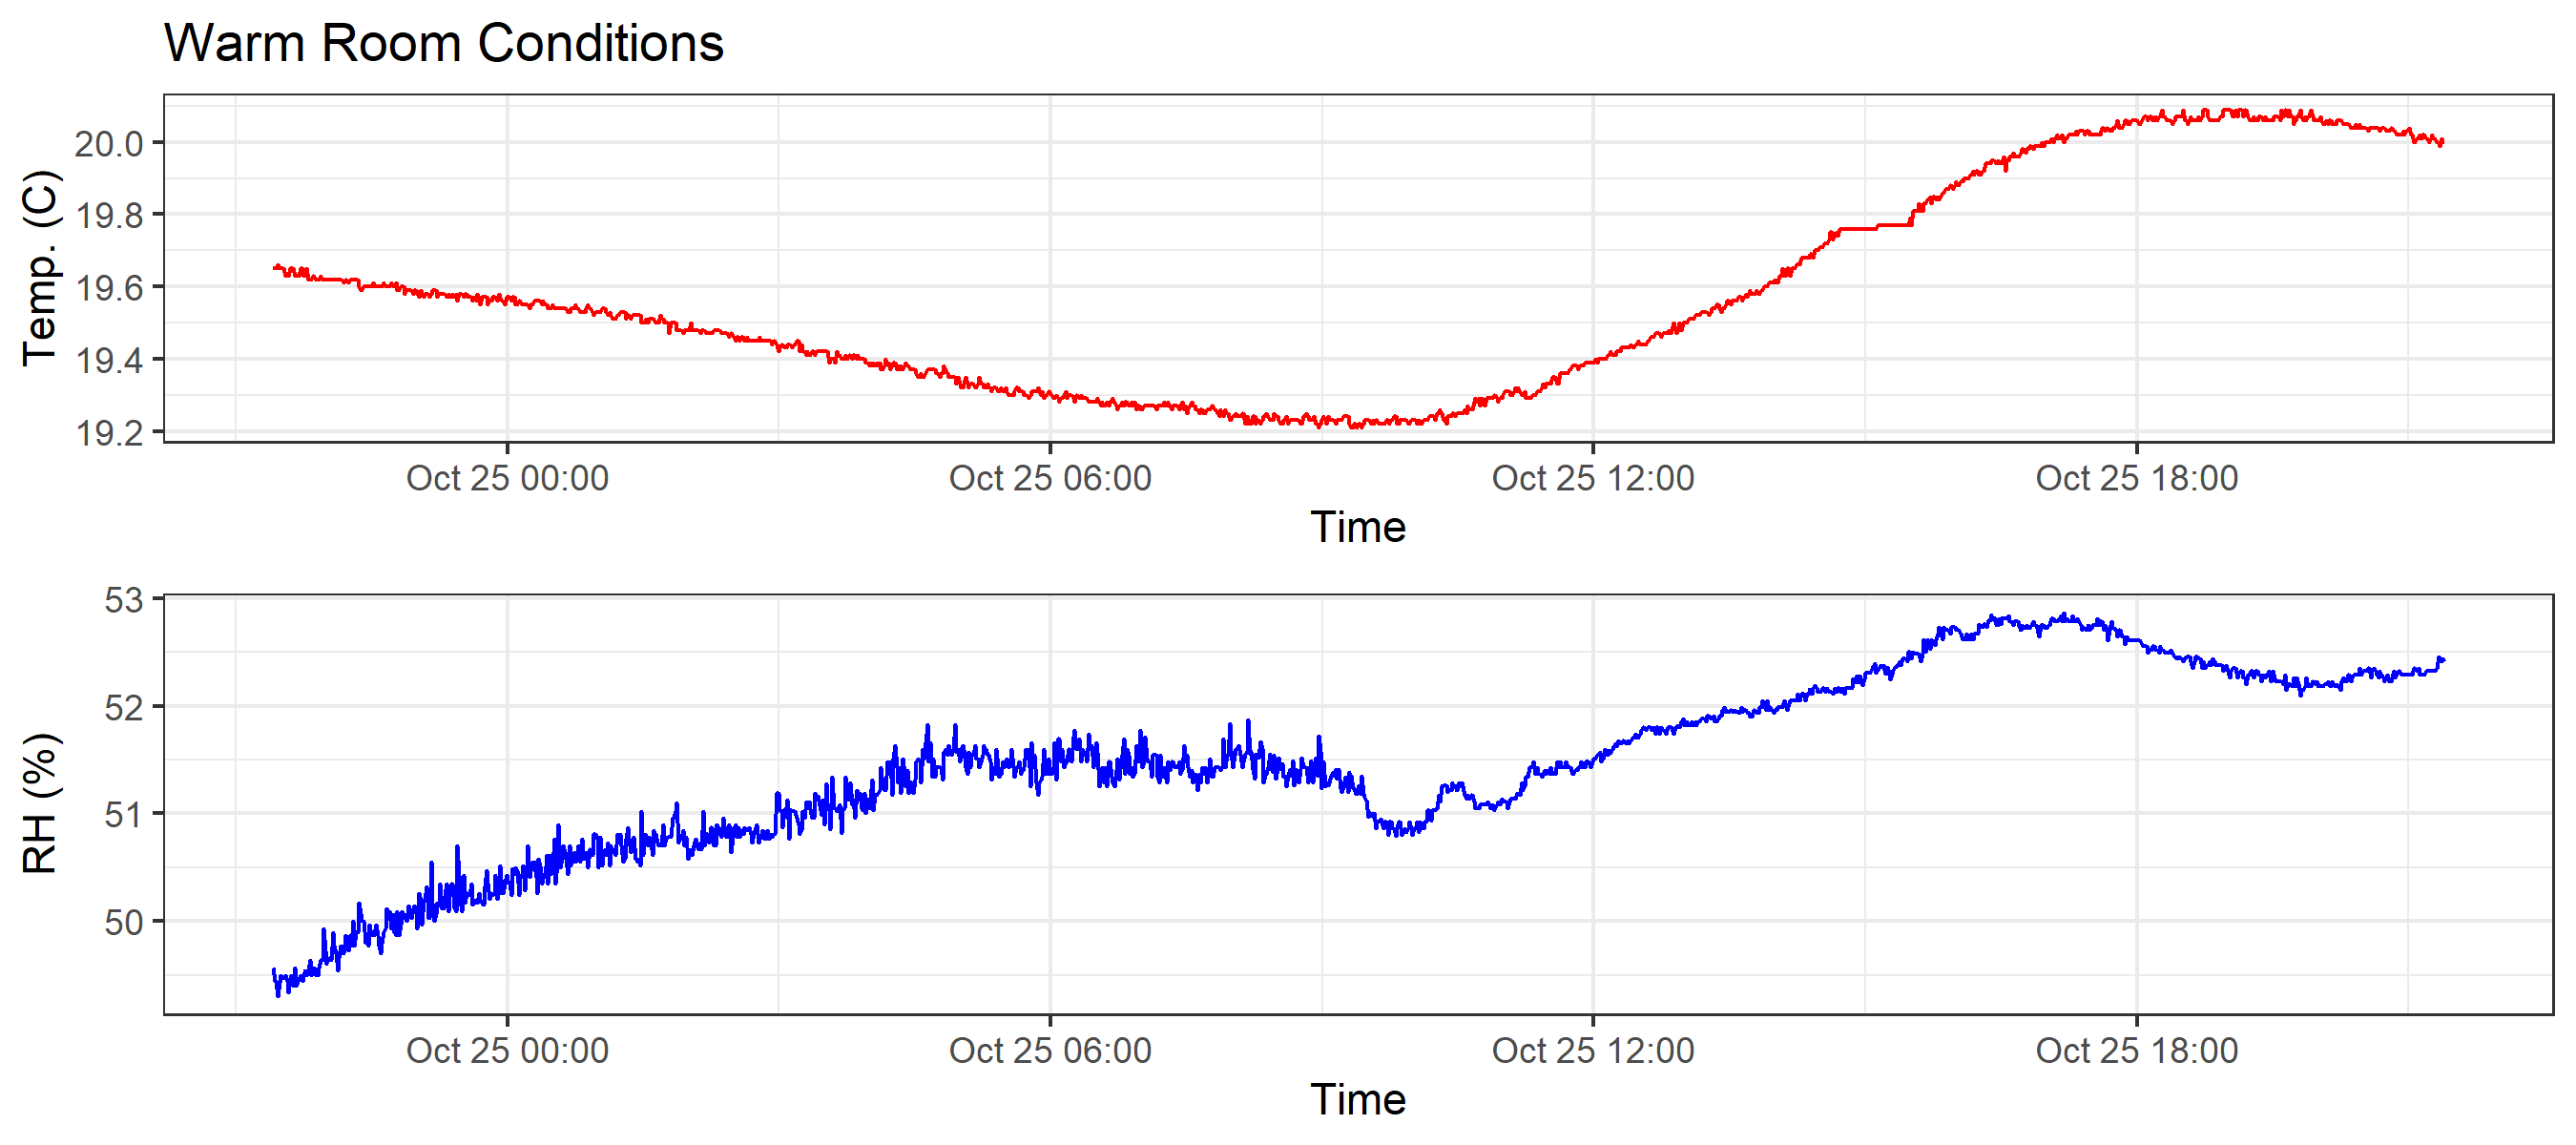 Warm Room Conditions
Temp. (C)
20.0
19.8
19.6
19.4
19.2
Oct 25 00:00 Oct 25 06:00 Oct 25 12:00 Oct 25 18:00
Time
RH (%)
53
52
51
50
Oct 25 00:00 Oct 25 06:00 Oct 25 12:00 Oct 25 18:00
Time